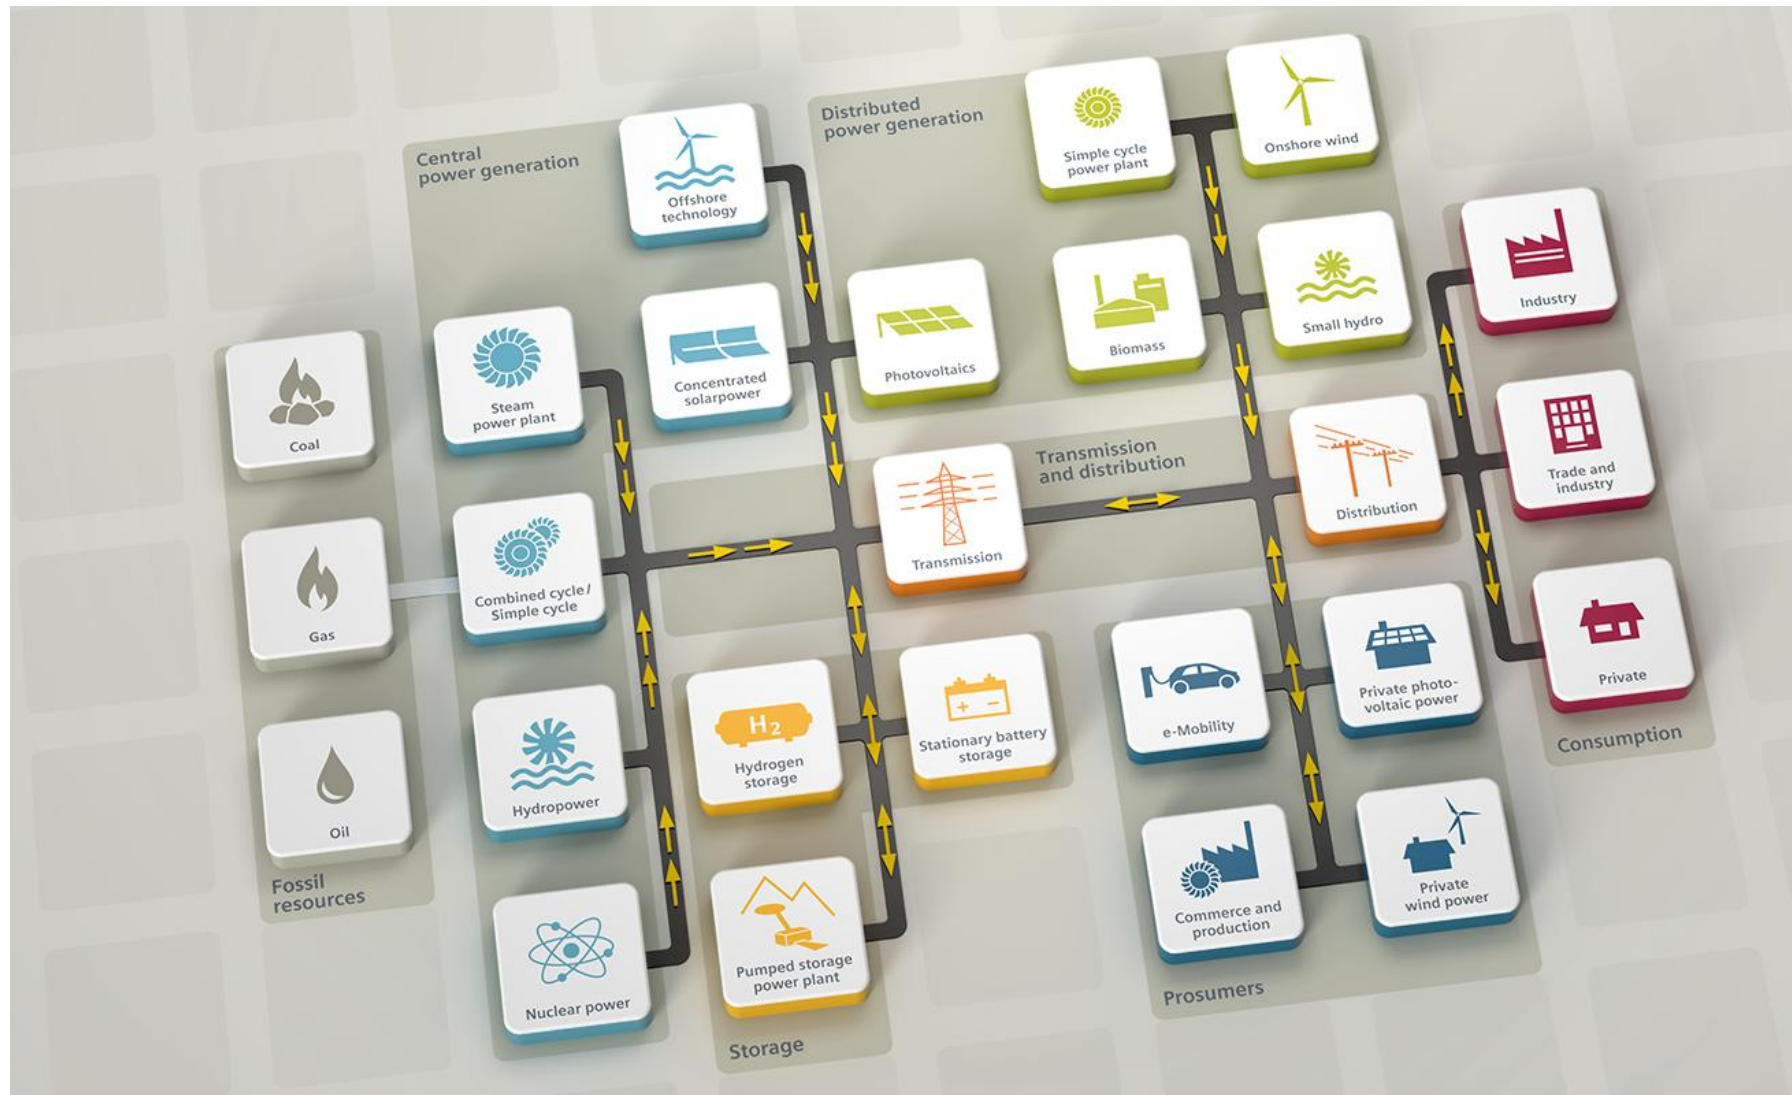 Central
power generation
Distributed
power generation
Offshore
technology
Simple cycle
power plant
Onshore wind
Steam
power plant
Concentrated
solarpower
Photovoltaics
Biomass
Small hydro
Industry
Coal
Transmission
and distribution
Trade and
industry
Combined cycle/
Simple cycle
Transmission
Distribution
Gas
Hydropower
Hydrogen
storage
Stationary battery
storage
e-Mobility
Private photo-
voltaic power
Private
Consumption
Oil
Fossil
resources
Nuclear power
Pumped storage
power plant
Storage
Commerce and
production
Private
wind power
Prosumers
H2